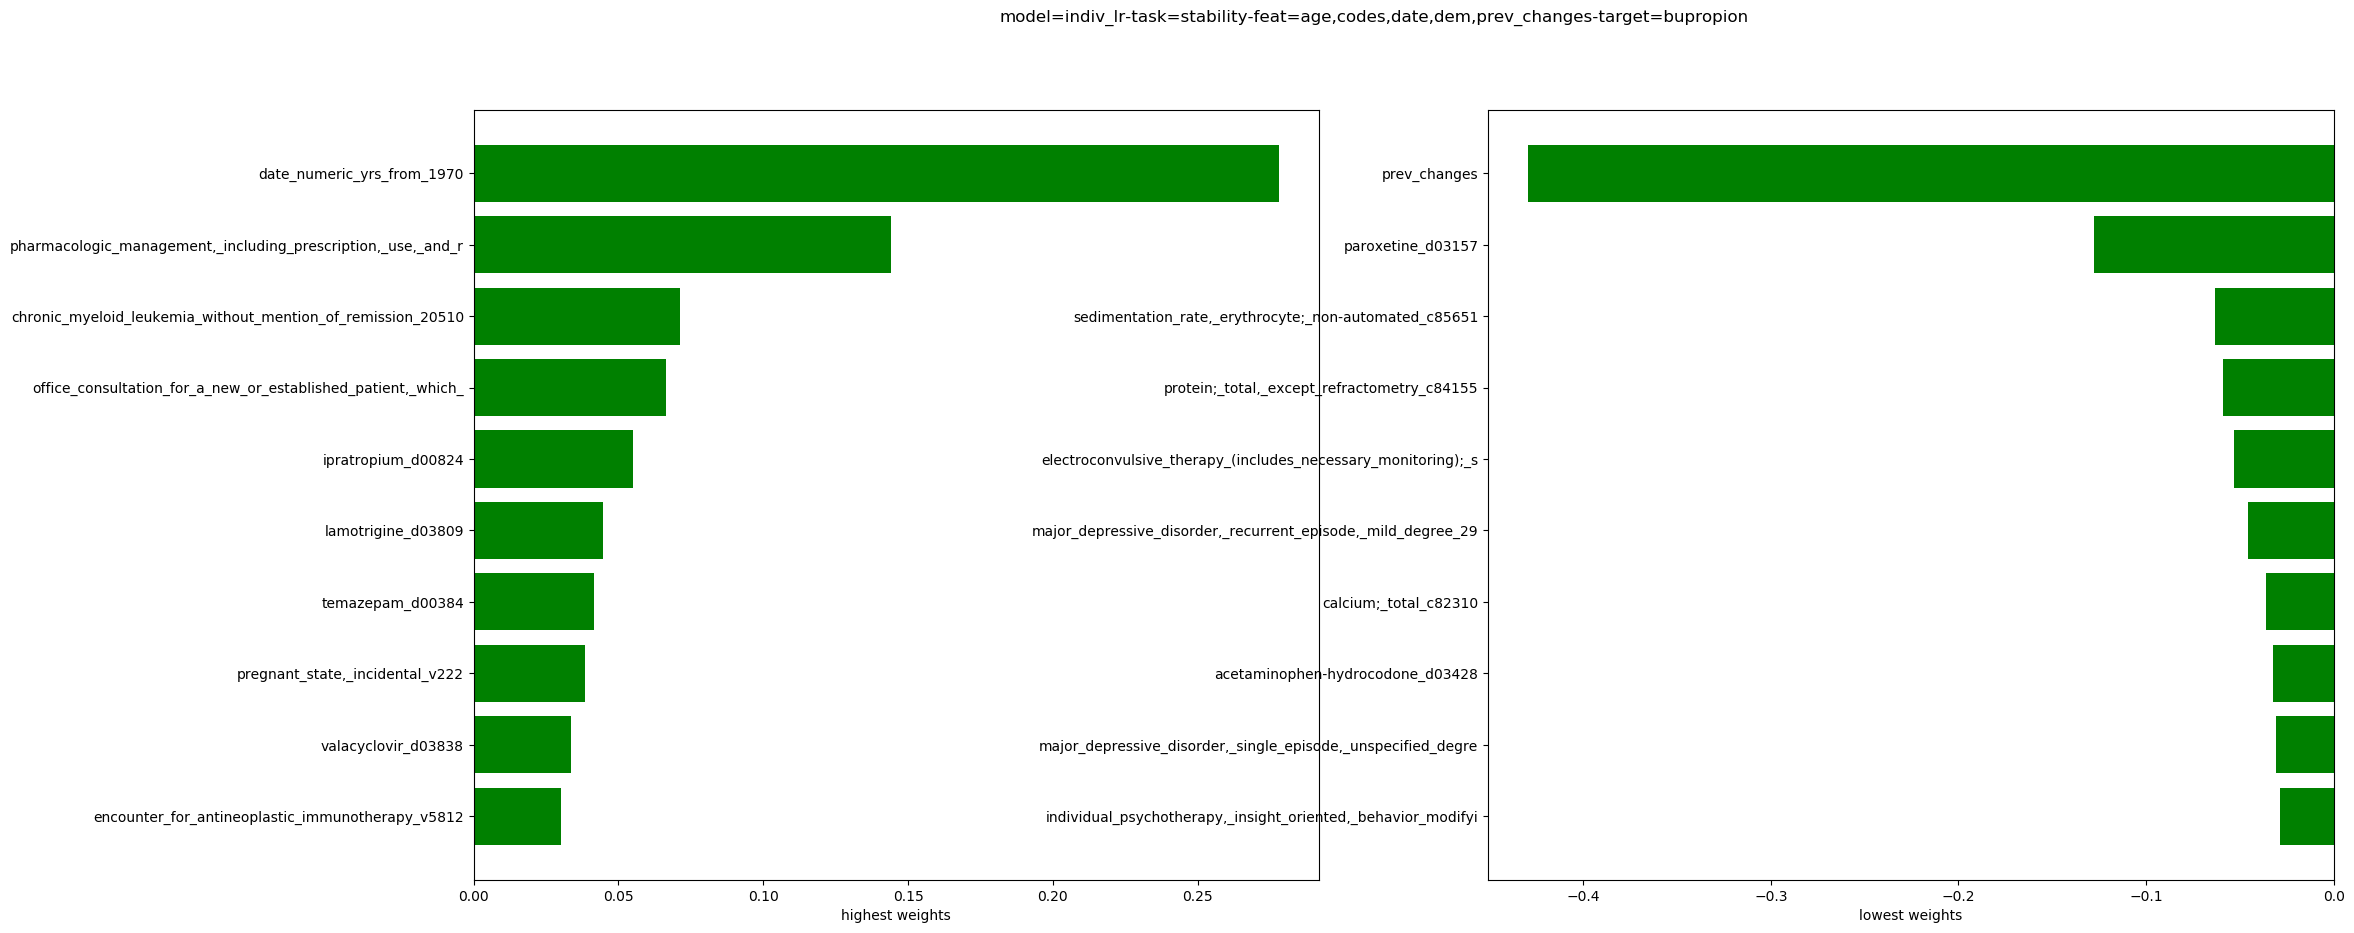 model=indiv_lr-task=stability-feat=age,codes,date,dem,prev_changes-target=bupropion
date_numeric_yrs_from_1970
pharmacologic_management,_including_prescription,_use,_and_r
chronic_myeloid_leukemia_without_mention_of_remission_20510
office_consultation_for_a_new_or_established_patient,_which_
ipratropium_d00824
lamotrigine_d03809
temazepam_d00384
pregnant_state,_incidental_v222
valacyclovir_d03838
encounter_for_antineoplastic_immunotherapy_v5812
0.00 0.05 0.10 0.15 0.20 0.25
highest weights
prev_changes
paroxetine_d03157
sedimentation_rate,_erythrocyte;_non-automated_c85651
protein;_total,_except_refractometry_c84155
electroconvulsive_therapy_(includes_necessary_monitoring);_s
major_depressive_disorder,_recurrent_episode,_mild_degree_29
calcium;_total_c82310
acetaminophen-hydrocodone_d03428
major_depressive_disorder,_single_episode,_unspecified_degre
individual_psychotherapy,_insight_oriented,_behavior_modifyi
−0.4 −0.3 −0.2 −0.1 0.0
lowest weights